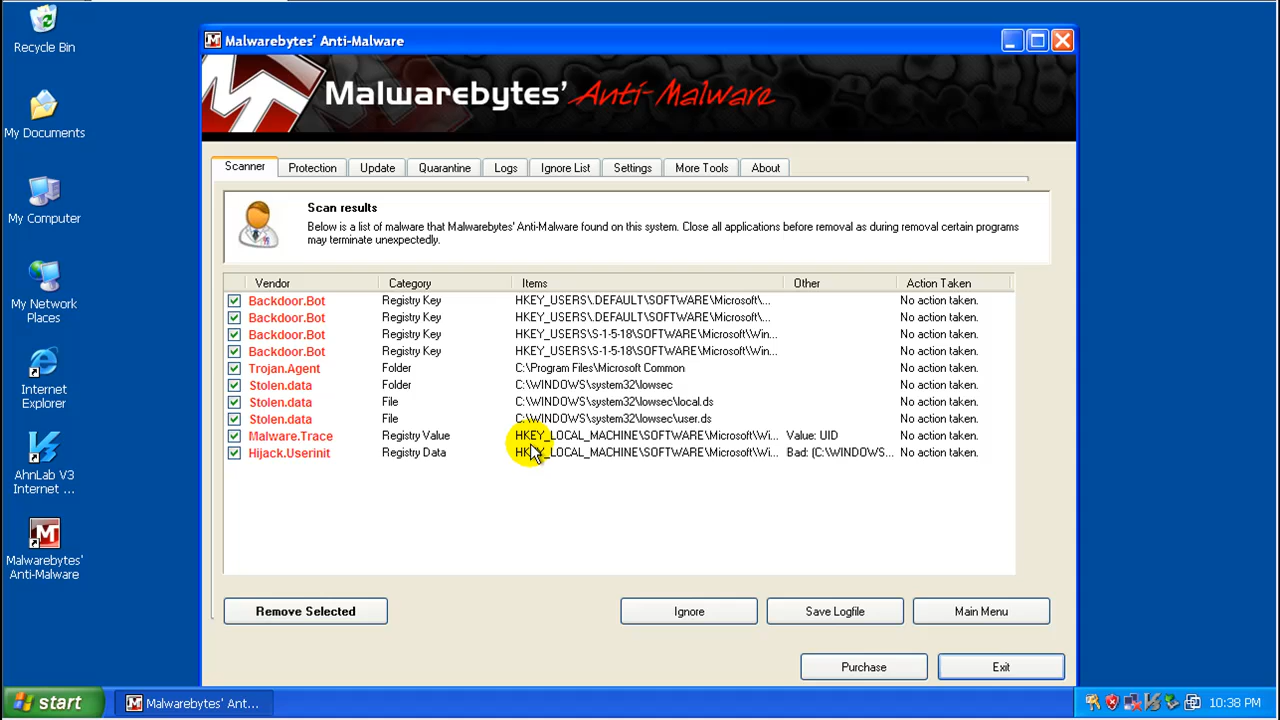 Recycle Bin
My Documents
My Computer
My Network
Places
Internet
Explorer
AhnLab V3
Internet ...
Malwarebytes'
Anti-Malware
Malwarebytes' Anti-Malware
Malwarebytes' Anti-Malware
Scanner Protection Update Quarantine Logs Ignore List Settings More Tools About
Scan results
Below is a list of malware that Malwarebytes' Anti-Malware found on this system. Close all applications before removal as during removal certain programs
may terminate unexpectedly.
Vendor Category Items Other Action Taken
Backdoor.Bot Registry Key HKEY_USERS\.DEFAULT\SOFTWARE\Microsoft\... No action taken.
Backdoor.Bot Registry Key HKEY_USERS\.DEFAULT\SOFTWARE\Microsoft\... No action taken.
Backdoor.Bot Registry Key HKEY_USERS\S-1-5-18\SOFTWARE\Microsoft\Win... No action taken.
Backdoor.Bot Registry Key HKEY_USERS\S-1-5-18\SOFTWARE\Microsoft\Win... No action taken.
Trojan.Agent Folder C:\Program Files\Microsoft Common No action taken.
Stolen.data Folder C:\WINDOWS\system32\lowsec No action taken.
Stolen.data File C:\WINDOWS\system32\lowsec\local.ds No action taken.
Stolen.data File C:\WINDOWS\system32\lowsec\user.ds No action taken.
Malware.Trace Registry Value HKEY_LOCAL_MACHINE\SOFTWARE\Microsoft\Wi... Value: UID No action taken.
Hijack.Userinit Registry Data HKEY_LOCAL_MACHINE\SOFTWARE\Microsoft\Wi... Bad: (C:\WINDOWS... No action taken.
Remove Selected Ignore Save Logfile Main Menu
Purchase Exit
start Malwarebytes' Ant... 10:38 PM